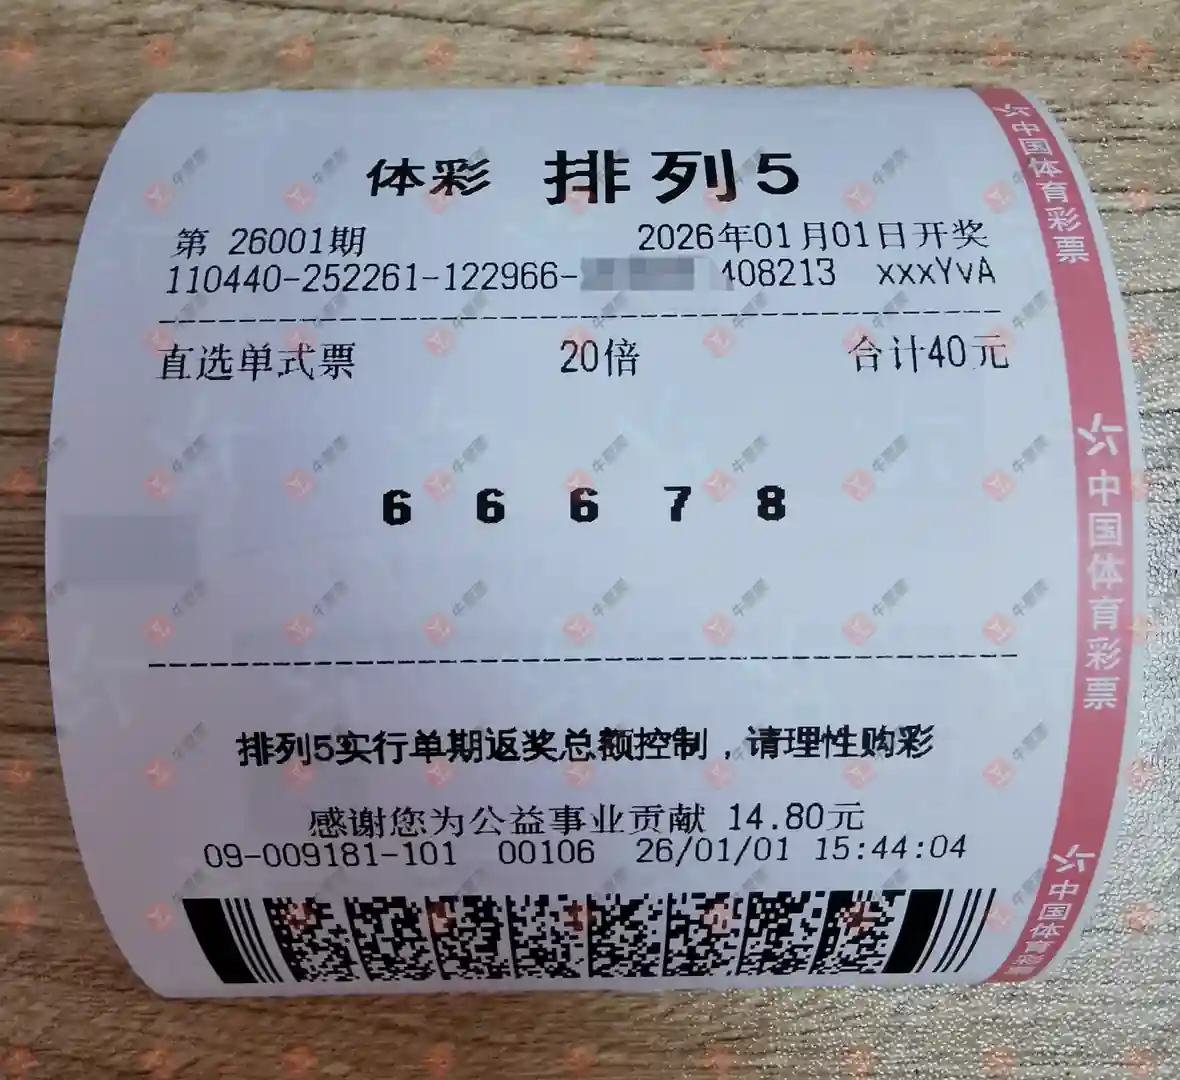 体彩 排列5
第 26001期 2026年01月01日开奖
110440-252261-122966- 408213 xxxYvA
直选单式票 20倍 合计40元
6 6 6 7 8
排列5实行单期返奖总额控制，请理性购彩
感谢您为公益事业贡献 14.80元
09-009181-101 00106 26/01/01 15:44:04
中国体育彩票
中国体育彩票
中国体育彩票